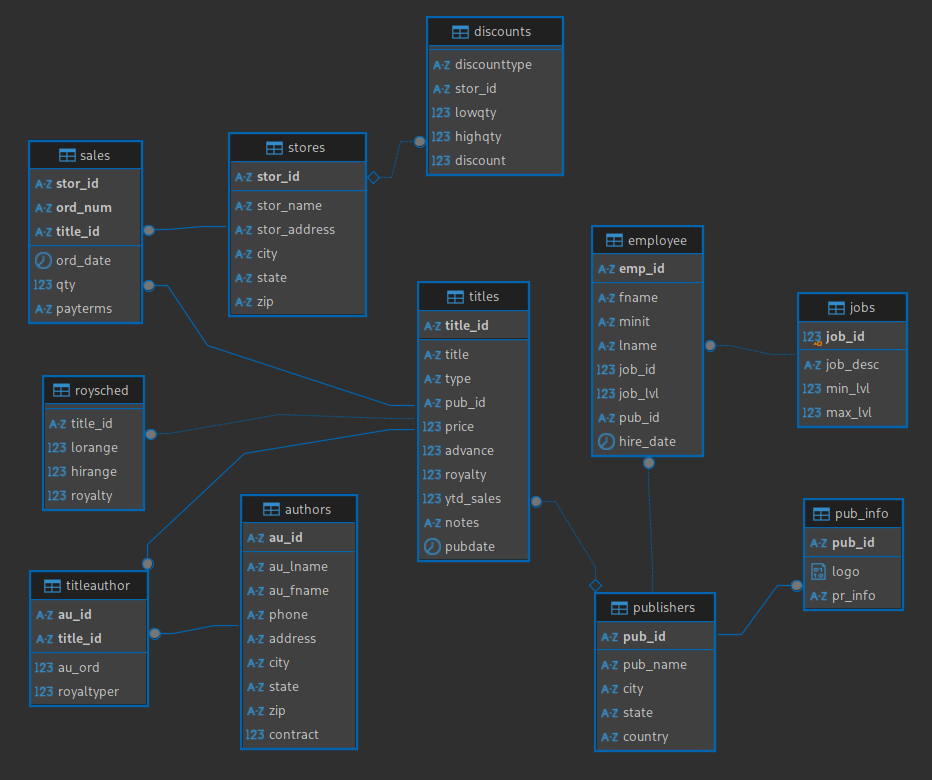 discounts
A-Z discounttype
A-Z stor_id
123 lowqty
123 highqty
123 discount
sales
A-Z stor_id
A-Z ord_num
A-Z title_id
ord_date
123 qty
A-Z payterms
stores
A-Z stor_id
A-Z stor_name
A-Z stor_address
A-Z city
A-Z state
A-Z zip
employee
A-Z emp_id
A-Z fname
A-Z minit
A-Z lname
123 job_id
123 job_lvl
A-Z pub_id
hire_date
titles
A-Z title_id
A-Z title
A-Z type
A-Z pub_id
123 price
123 advance
123 royalty
123 ytd_sales
A-Z notes
pubdate
jobs
123 job_id
A-Z job_desc
123 min_lvl
123 max_lvl
roysched
A-Z title_id
123 lorange
123 hirange
123 royalty
authors
A-Z au_id
A-Z au_lname
A-Z au_fname
A-Z phone
A-Z address
A-Z city
A-Z state
A-Z zip
123 contract
pub_info
A-Z pub_id
logo
A-Z pr_info
titleauthor
A-Z au_id
A-Z title_id
123 au_ord
123 royaltyper
publishers
A-Z pub_id
A-Z pub_name
A-Z city
A-Z state
A-Z country